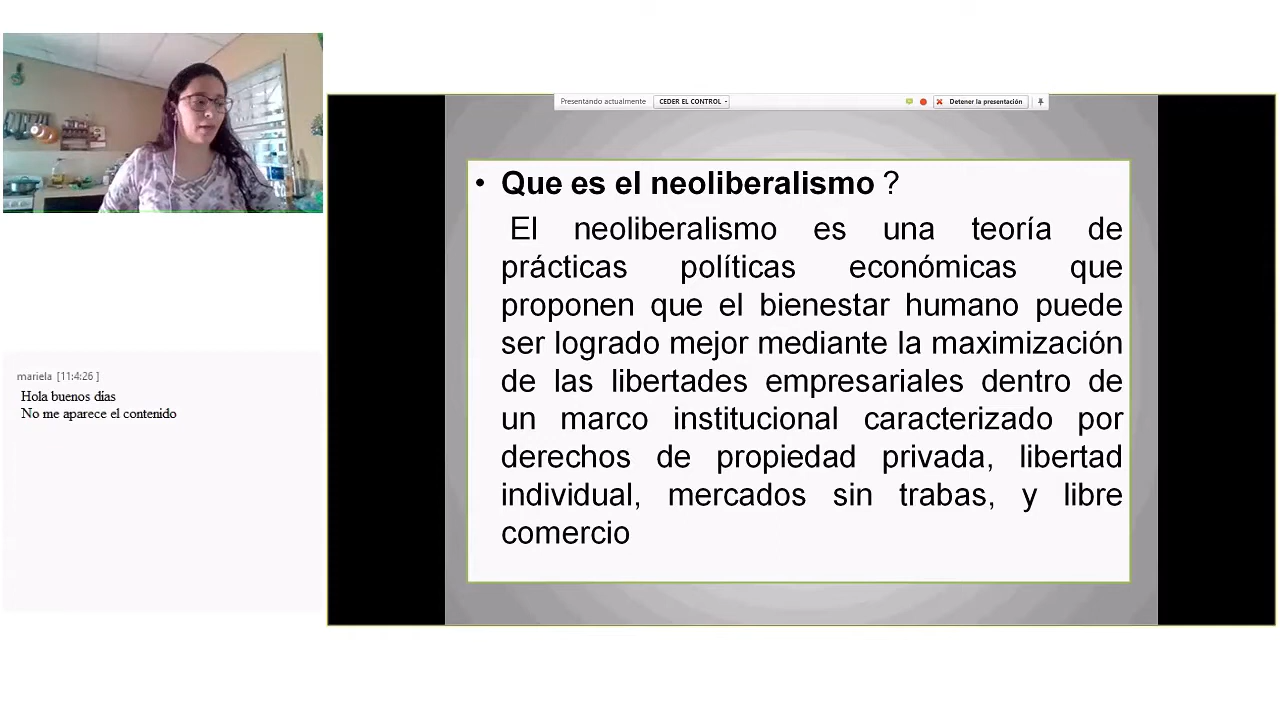 Presentando actualmente CEDER EL CONTROL Detener la presentación
• Que es el neoliberalismo ?
El neoliberalismo es una teoría de
prácticas políticas económicas que
proponen que el bienestar humano puede
ser logrado mejor mediante la maximización
de las libertades empresariales dentro de
un marco institucional caracterizado por
derechos de propiedad privada, libertad
individual, mercados sin trabas, y libre
comercio
mariela [11:4:26 ]
Hola buenos días
No me aparece el contenido